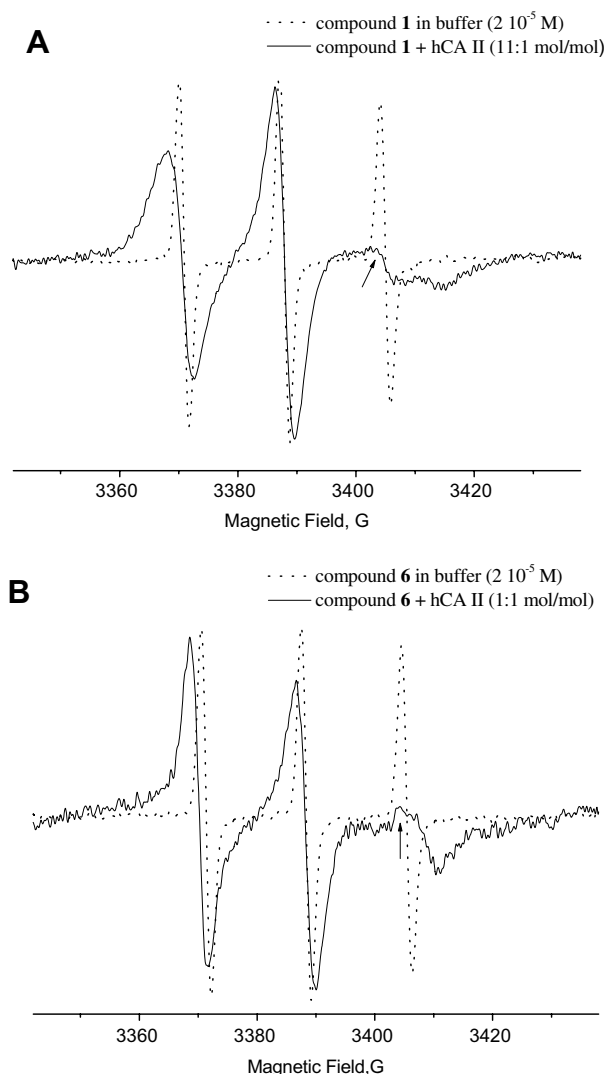 A
compound 1 in buffer (2 10-5 M)
compound 1 + hCA II (11:1 mol/mol)
3360 3380 3400 3420
Magnetic Field, G
B
compound 6 in buffer (2 10-5 M)
compound 6 + hCA II (1:1 mol/mol)
3360 3380 3400 3420
Magnetic Field,G